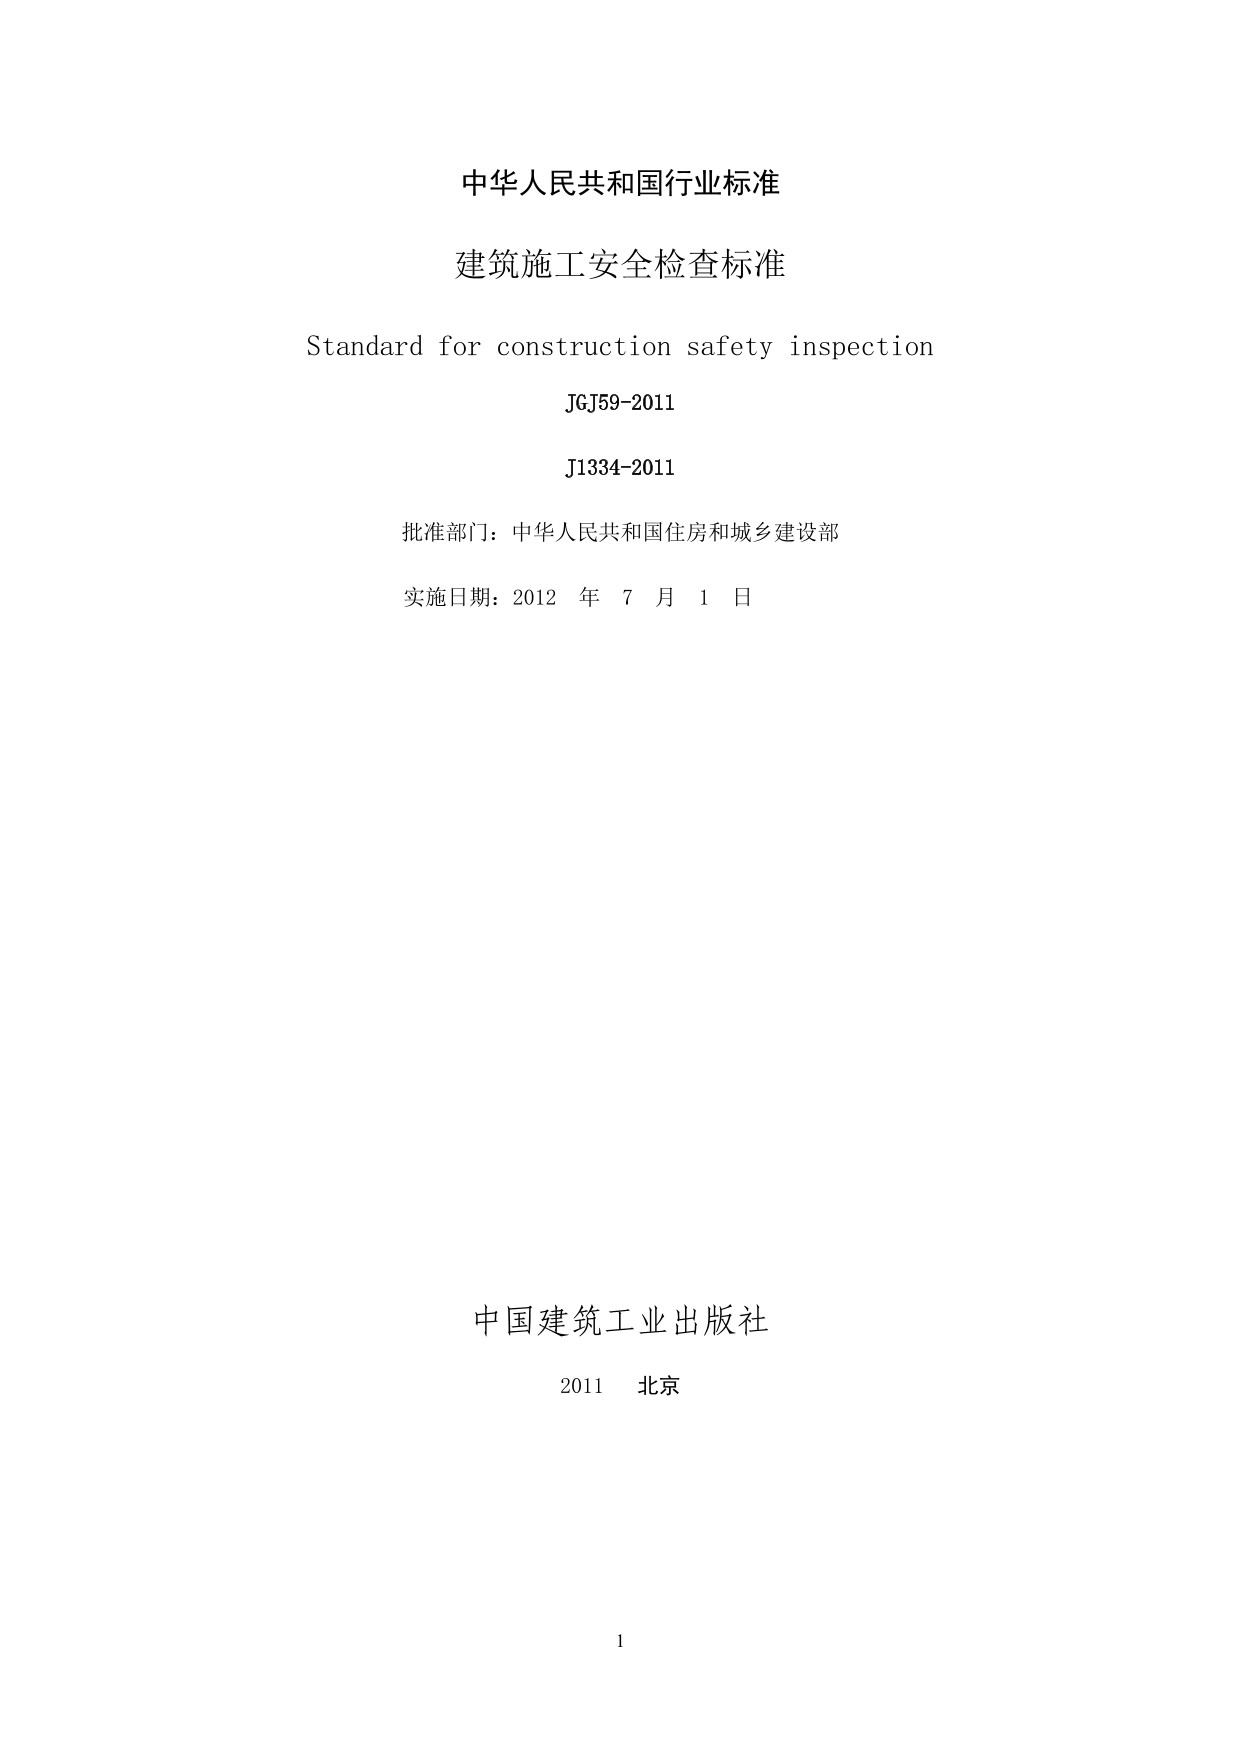 中华人民共和国行业标准
建筑施工安全检查标准
Standard for construction safety inspection
JGJ59-2011
J1334-2011
批准部门：中华人民共和国住房和城乡建设部
实施日期：2012 年 7 月 1 日
中国建筑工业出版社
2011 北京
1